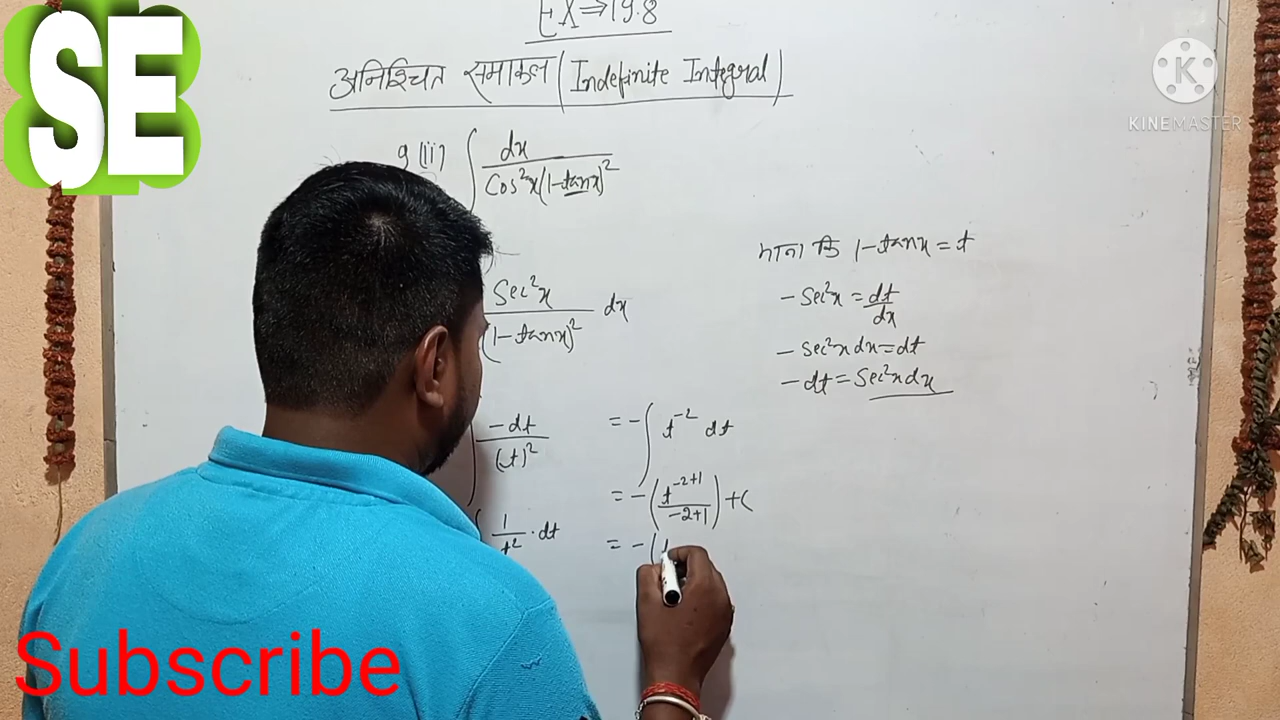 EX⇒19.8
SE
अनिश्चित समाकल (Indefinite Integral)
KINEMASTER
9 (ii) ∫ dx / Cos²x(1-tanx)²
माना कि 1-tanx = t
Sec²x / (1-tanx)² dx
-Sec²x = dt/dx
-Sec²x dx = dt
-dt = Sec²x dx
∫ -dt / (t)²
= -∫ t⁻² dt
= -(t⁻²⁺¹ / -2+1) + C
∫ 1/t² · dt
= -(t
Subscribe